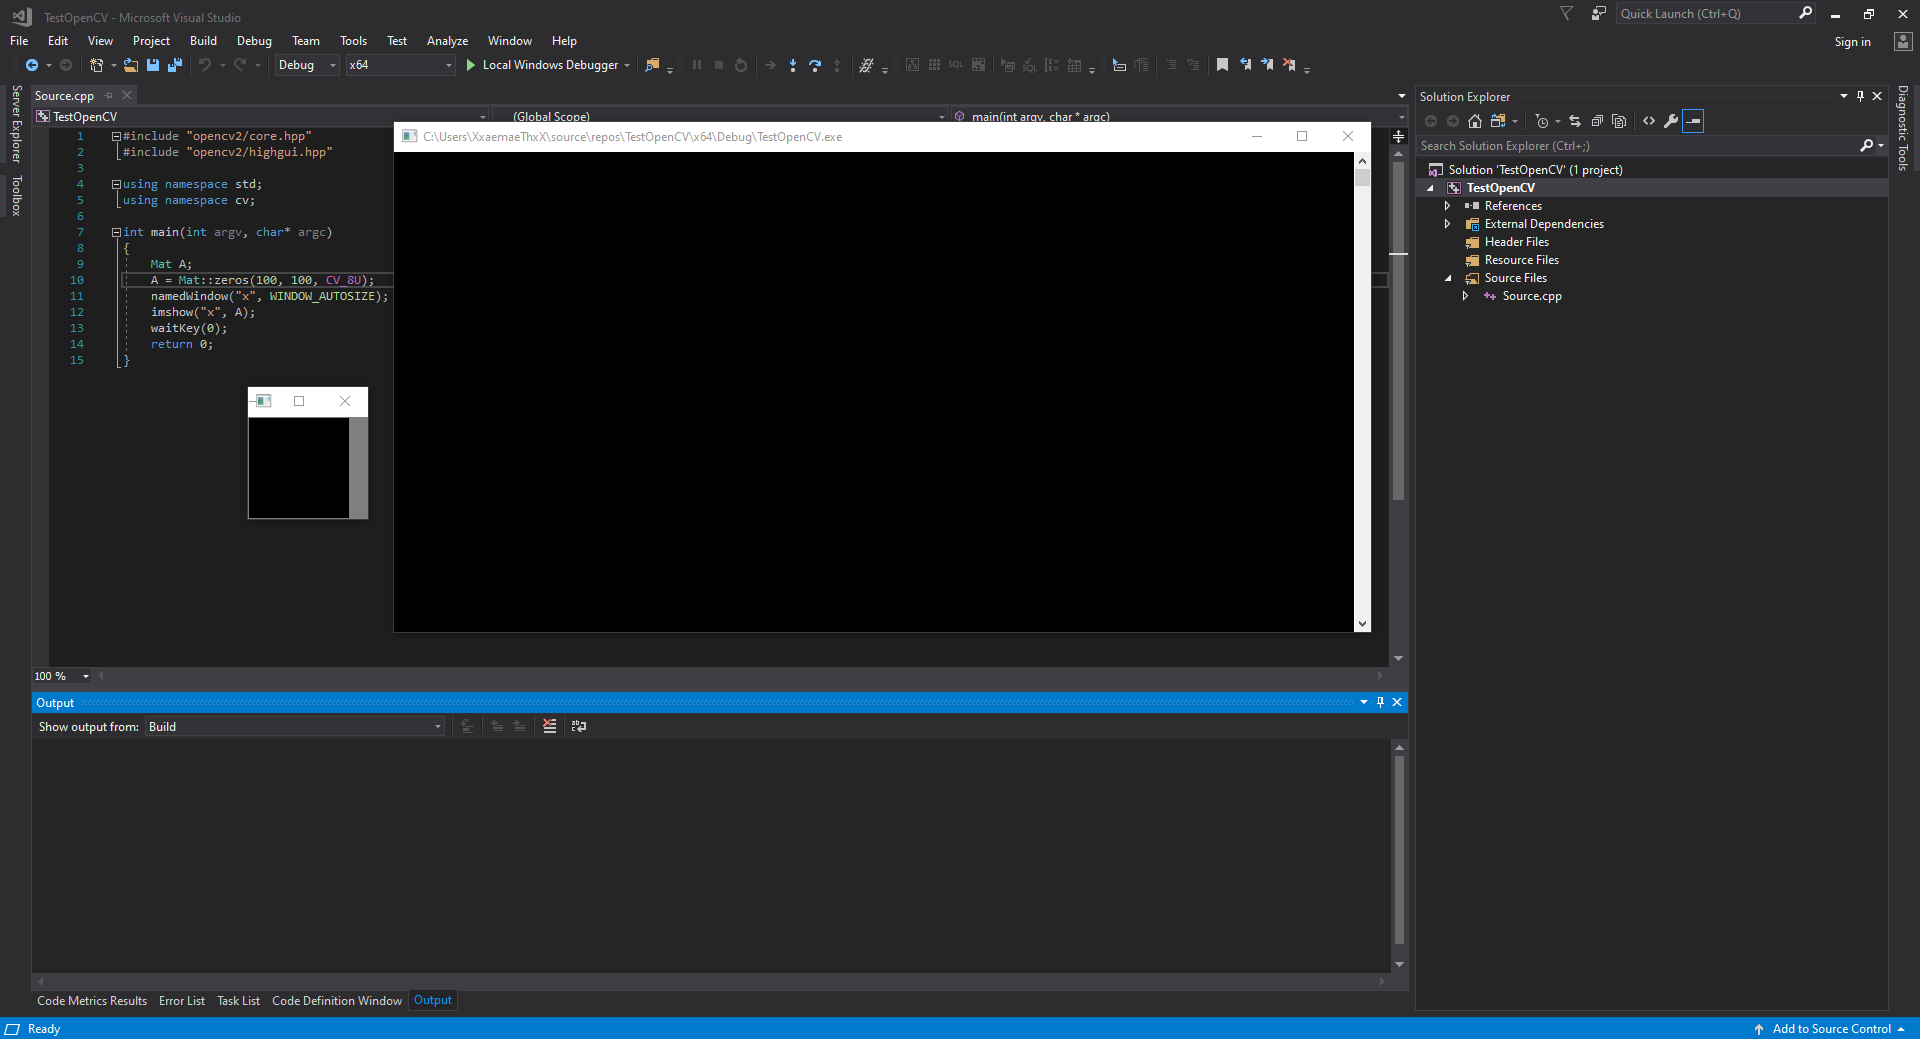 TestOpenCV - Microsoft Visual Studio
Quick Launch (Ctrl+Q)
File Edit View Project Build Debug Team Tools Test Analyze Window Help
Sign in
Debug x64 Local Windows Debugger
Server Explorer
Toolbox
Source.cpp
TestOpenCV (Global Scope) main(int argv, char * argc)
C:\Users\XxaemaeThxX\source\repos\TestOpenCV\x64\Debug\TestOpenCV.exe
1 #include "opencv2/core.hpp"
2 #include "opencv2/highgui.hpp"
3
4 using namespace std;
5 using namespace cv;
6
7 int main(int argv, char* argc)
8 {
9 Mat A;
10 A = Mat::zeros(100, 100, CV_8U);
11 namedWindow("x", WINDOW_AUTOSIZE);
12 imshow("x", A);
13 waitKey(0);
14 return 0;
15 }
100 %
Output
Show output from: Build
Code Metrics Results Error List Task List Code Definition Window Output
Solution Explorer
Search Solution Explorer (Ctrl+;)
Solution 'TestOpenCV' (1 project)
TestOpenCV
References
External Dependencies
Header Files
Resource Files
Source Files
Source.cpp
Diagnostic Tools
Ready
Add to Source Control